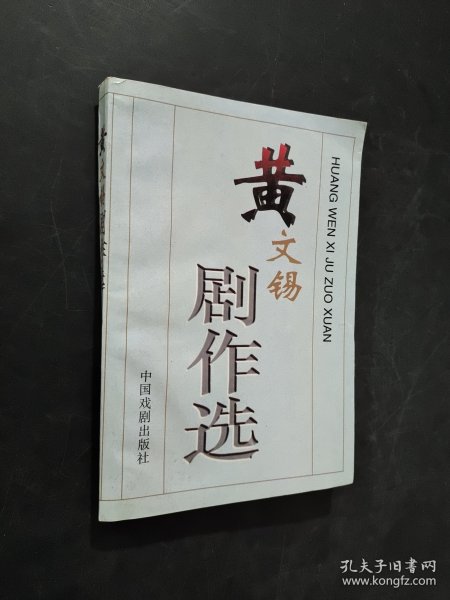 黄文锡
剧作选
HUANG WEN XI JU ZUO XUAN
中国戏剧出版社
孔夫子旧书网
www.kongfz.com